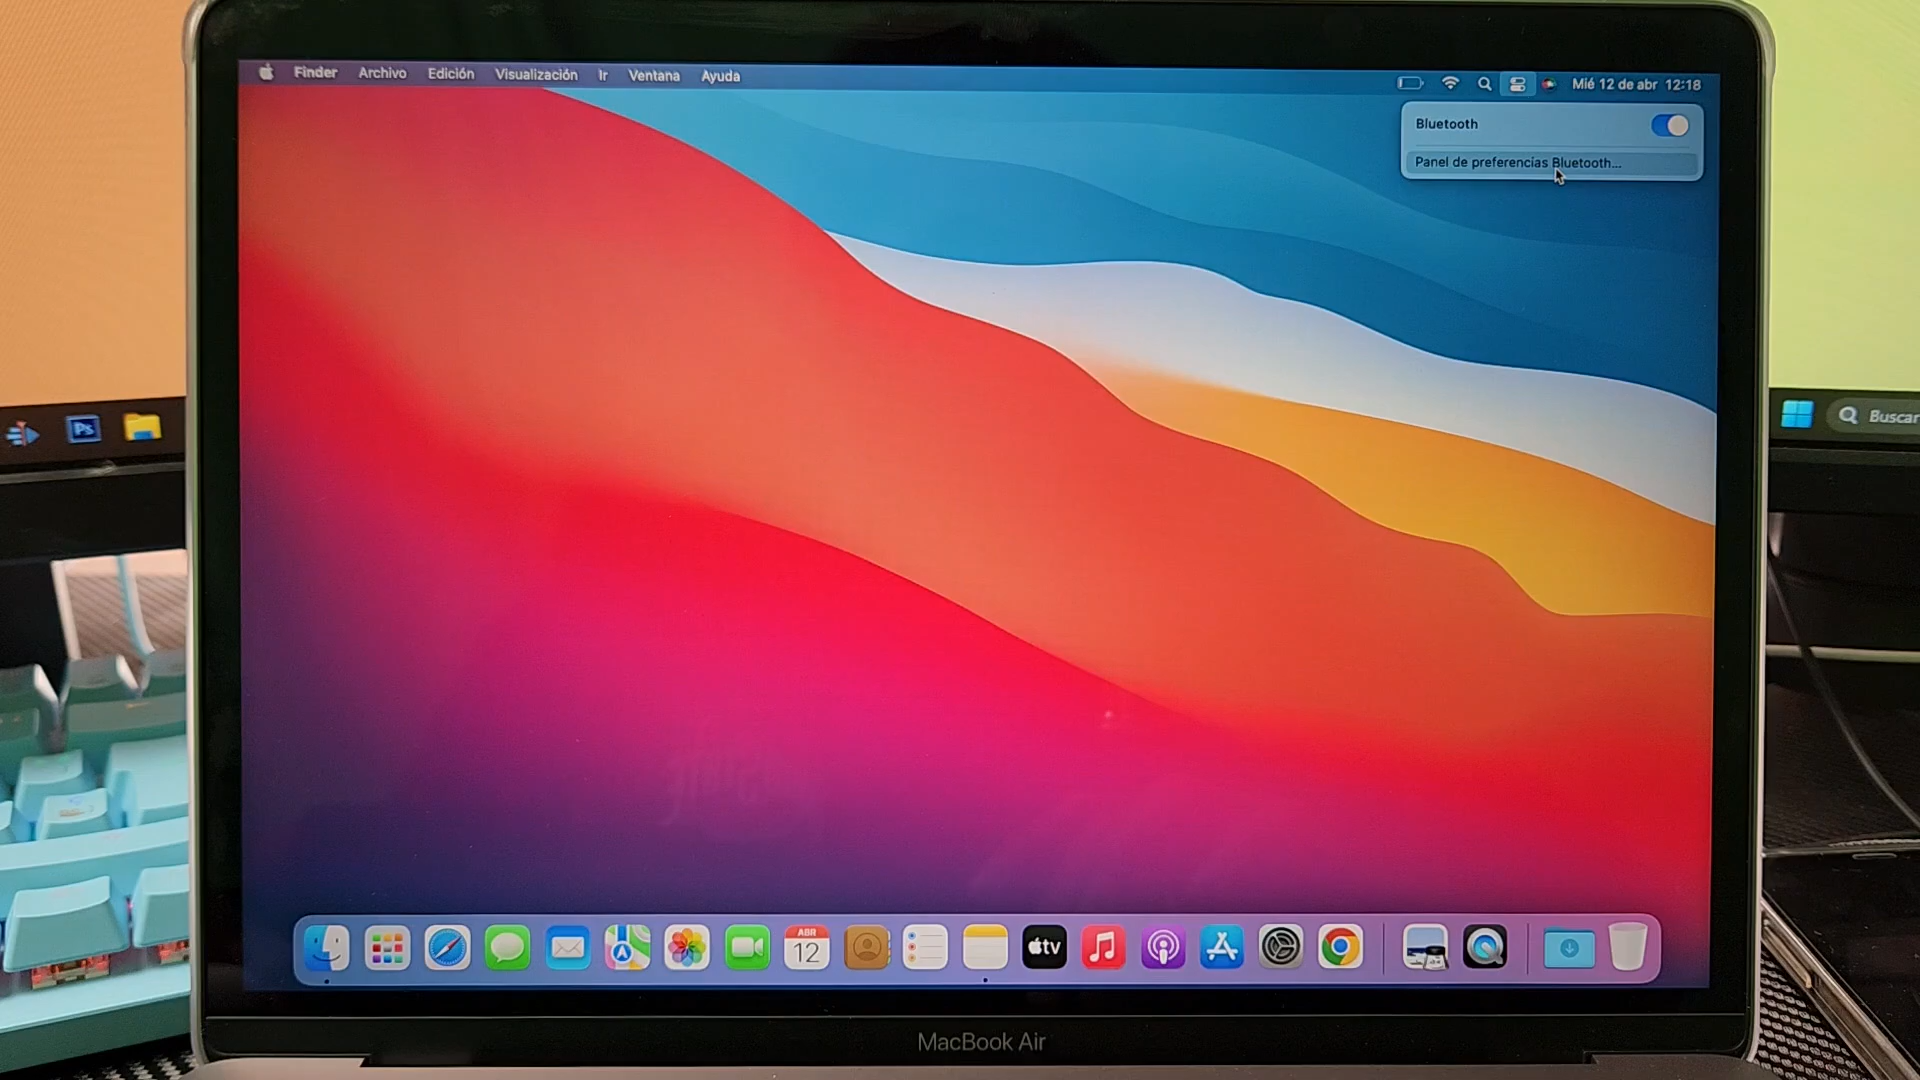 Finder Archivo Edición Visualización Ir Ventana Ayuda
Mié 12 de abr 12:18
Bluetooth
Panel de preferencias Bluetooth...
Ps
Buscar
ABR
12
tv
MacBook Air